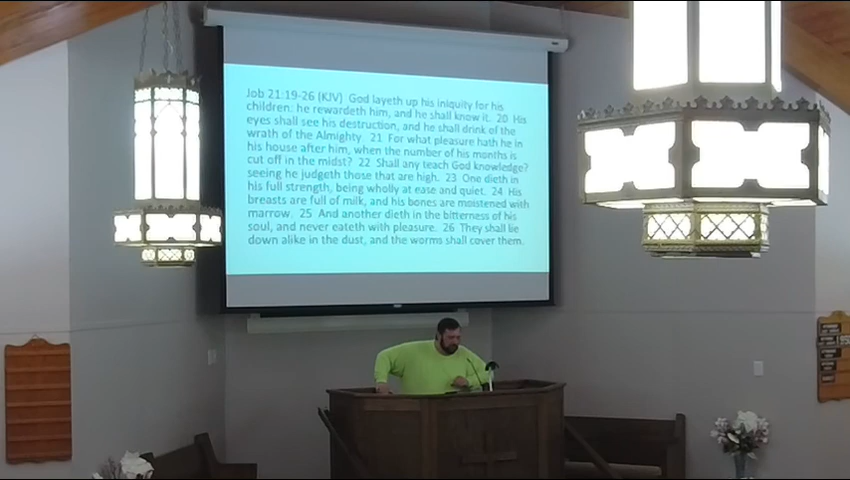 Job 21:19-26 (KJV)  God layeth up his iniquity for his
children: he rewardeth him, and he shall know it.  20  His
eyes shall see his destruction, and he shall drink of the
wrath of the Almighty  21  For what pleasure hath he in
his house after him, when the number of his months is
cut off in the midst?  22  Shall any teach God knowledge?
seeing he judgeth those that are high.  23  One dieth in
his full strength, being wholly at ease and quiet.  24  His
breasts are full of milk, and his bones are moistened with
marrow.  25  And another dieth in the bitterness of his
soul, and never eateth with pleasure.  26  They shall lie
down alike in the dust, and the worms shall cover them.